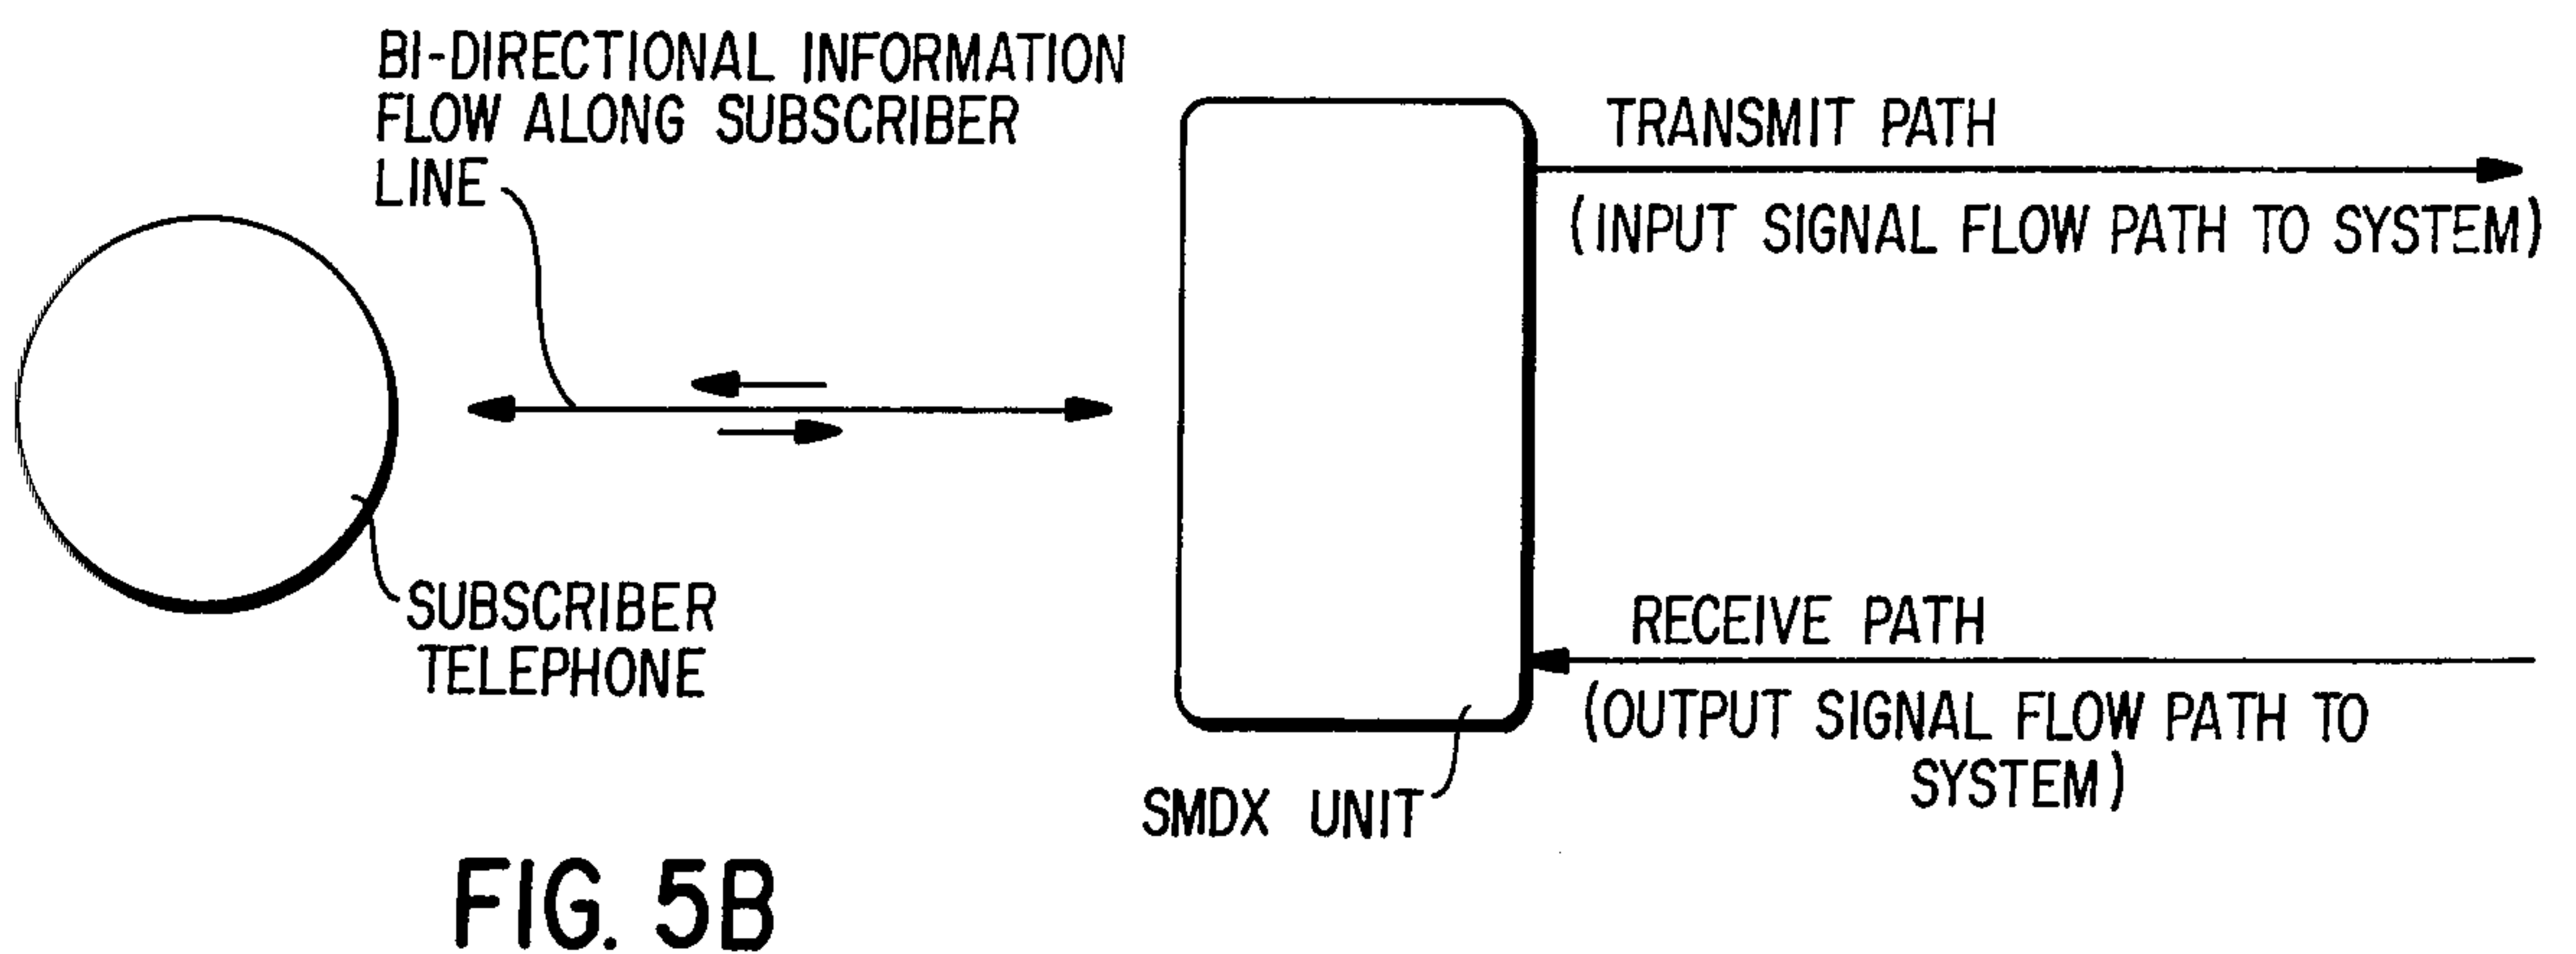 BI-DIRECTIONAL INFORMATION
FLOW ALONG SUBSCRIBER
LINE
TRANSMIT PATH
(INPUT SIGNAL FLOW PATH TO SYSTEM)
SUBSCRIBER
TELEPHONE
RECEIVE PATH
(OUTPUT SIGNAL FLOW PATH TO
SYSTEM)
SMDX UNIT
FIG. 5B